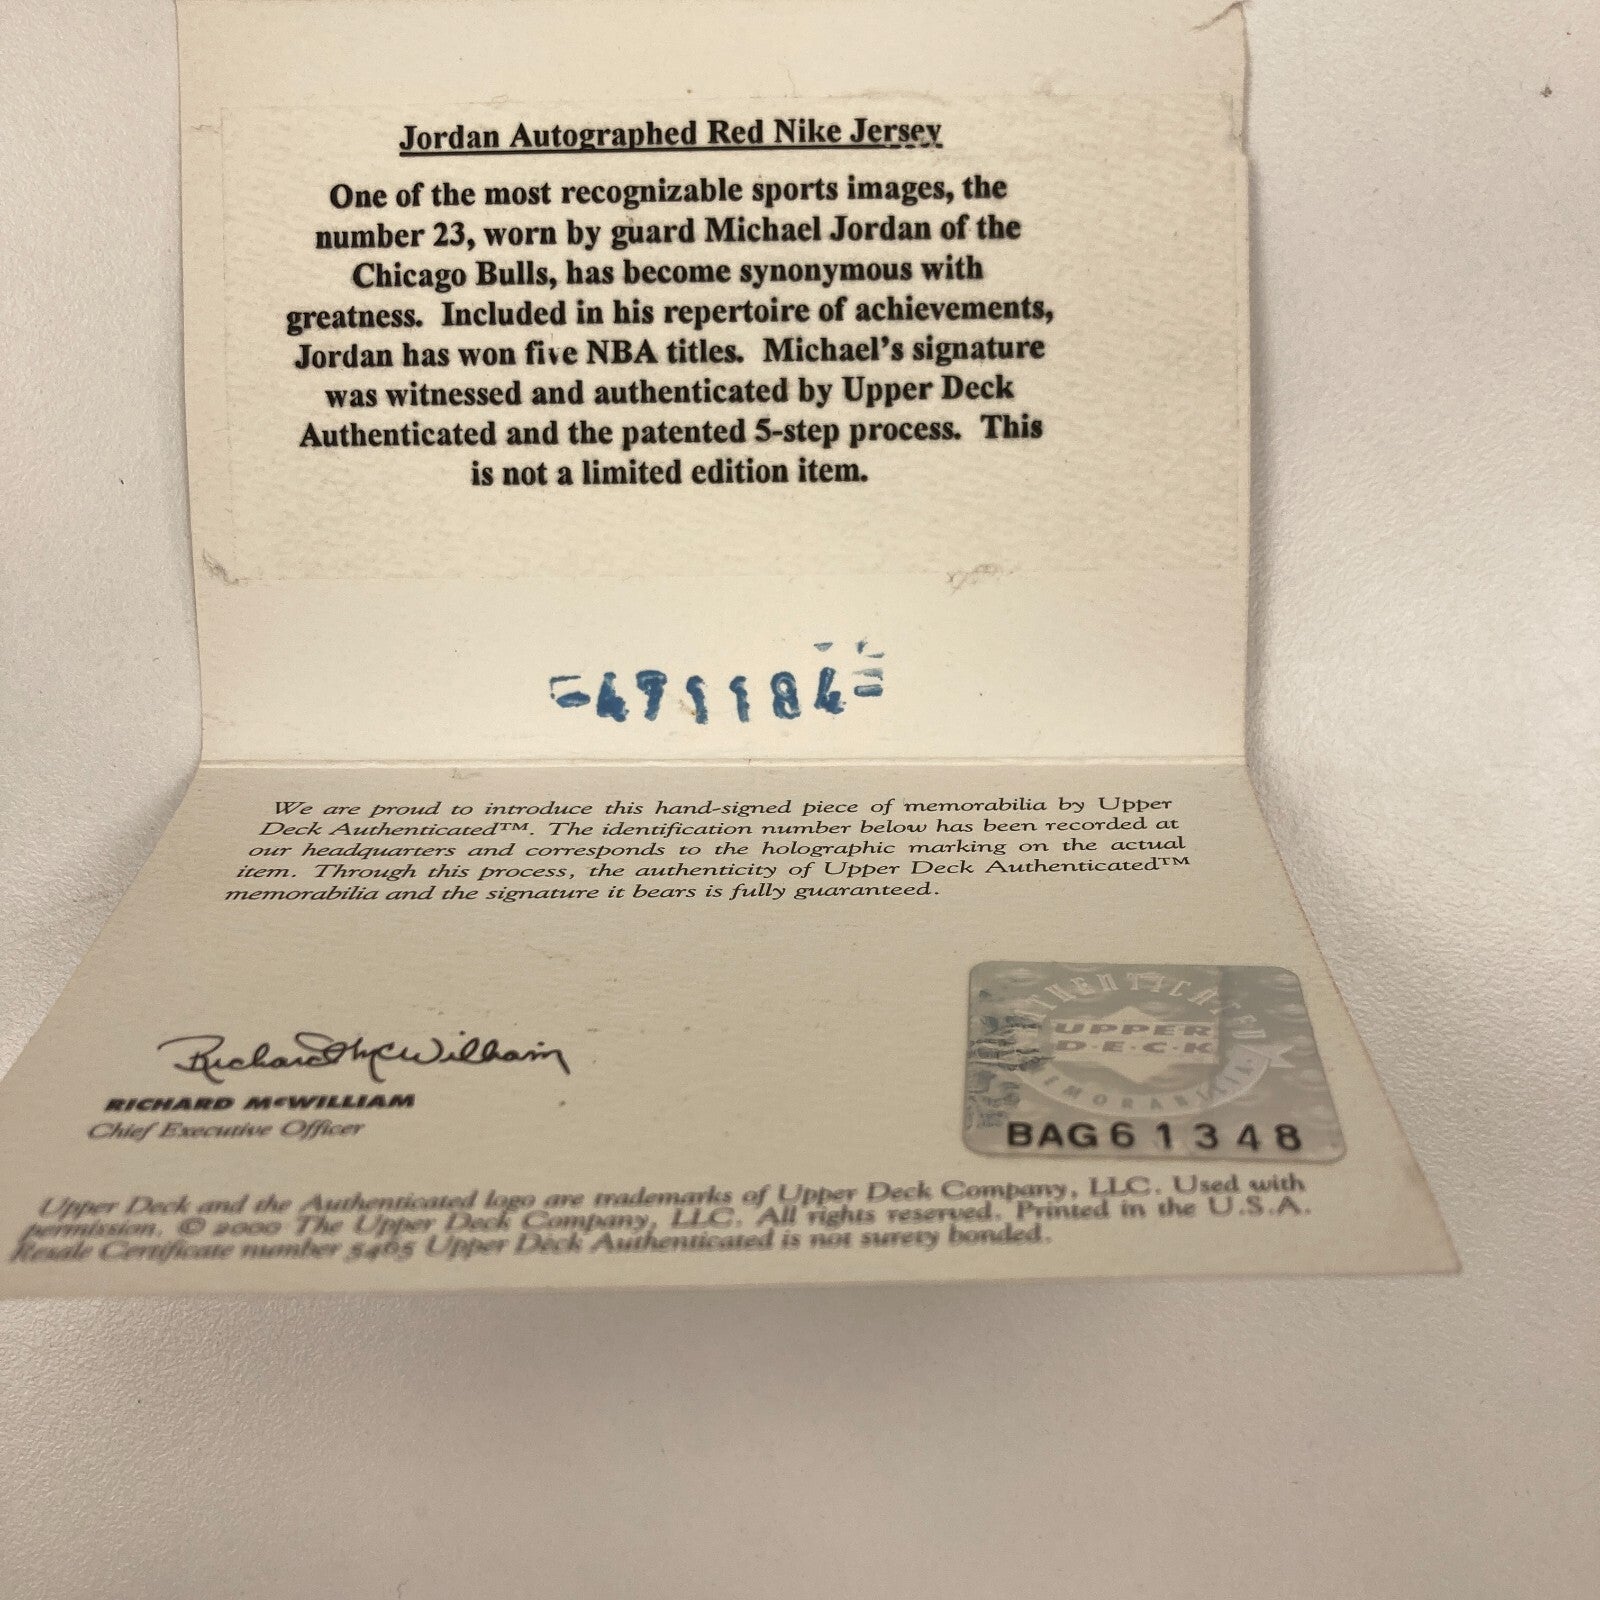 Jordan Autographed Red Nike Jersey
One of the most recognizable sports images, the
number 23, worn by guard Michael Jordan of the
Chicago Bulls, has become synonymous with
greatness. Included in his repertoire of achievements,
Jordan has won five NBA titles. Michael's signature
was witnessed and authenticated by Upper Deck
Authenticated and the patented 5-step process. This
is not a limited edition item.
471184
We are proud to introduce this hand-signed piece of memorabilia by Upper
Deck Authenticated™. The identification number below has been recorded at
our headquarters and corresponds to the holographic marking on the actual
item. Through this process, the authenticity of Upper Deck Authenticated™
memorabilia and the signature it bears is fully guaranteed.
Richard McWilliam
RICHARD McWILLIAM
Chief Executive Officer
AUTHENTICATED
UPPER
D·E·C·K
MEMORABILIA
BAG61348
Upper Deck and the Authenticated logo are trademarks of Upper Deck Company, LLC. Used with
permission. © 2000 The Upper Deck Company, LLC. All rights reserved. Printed in the U.S.A.
Resale Certificate number 5465 Upper Deck Authenticated is not surety bonded.